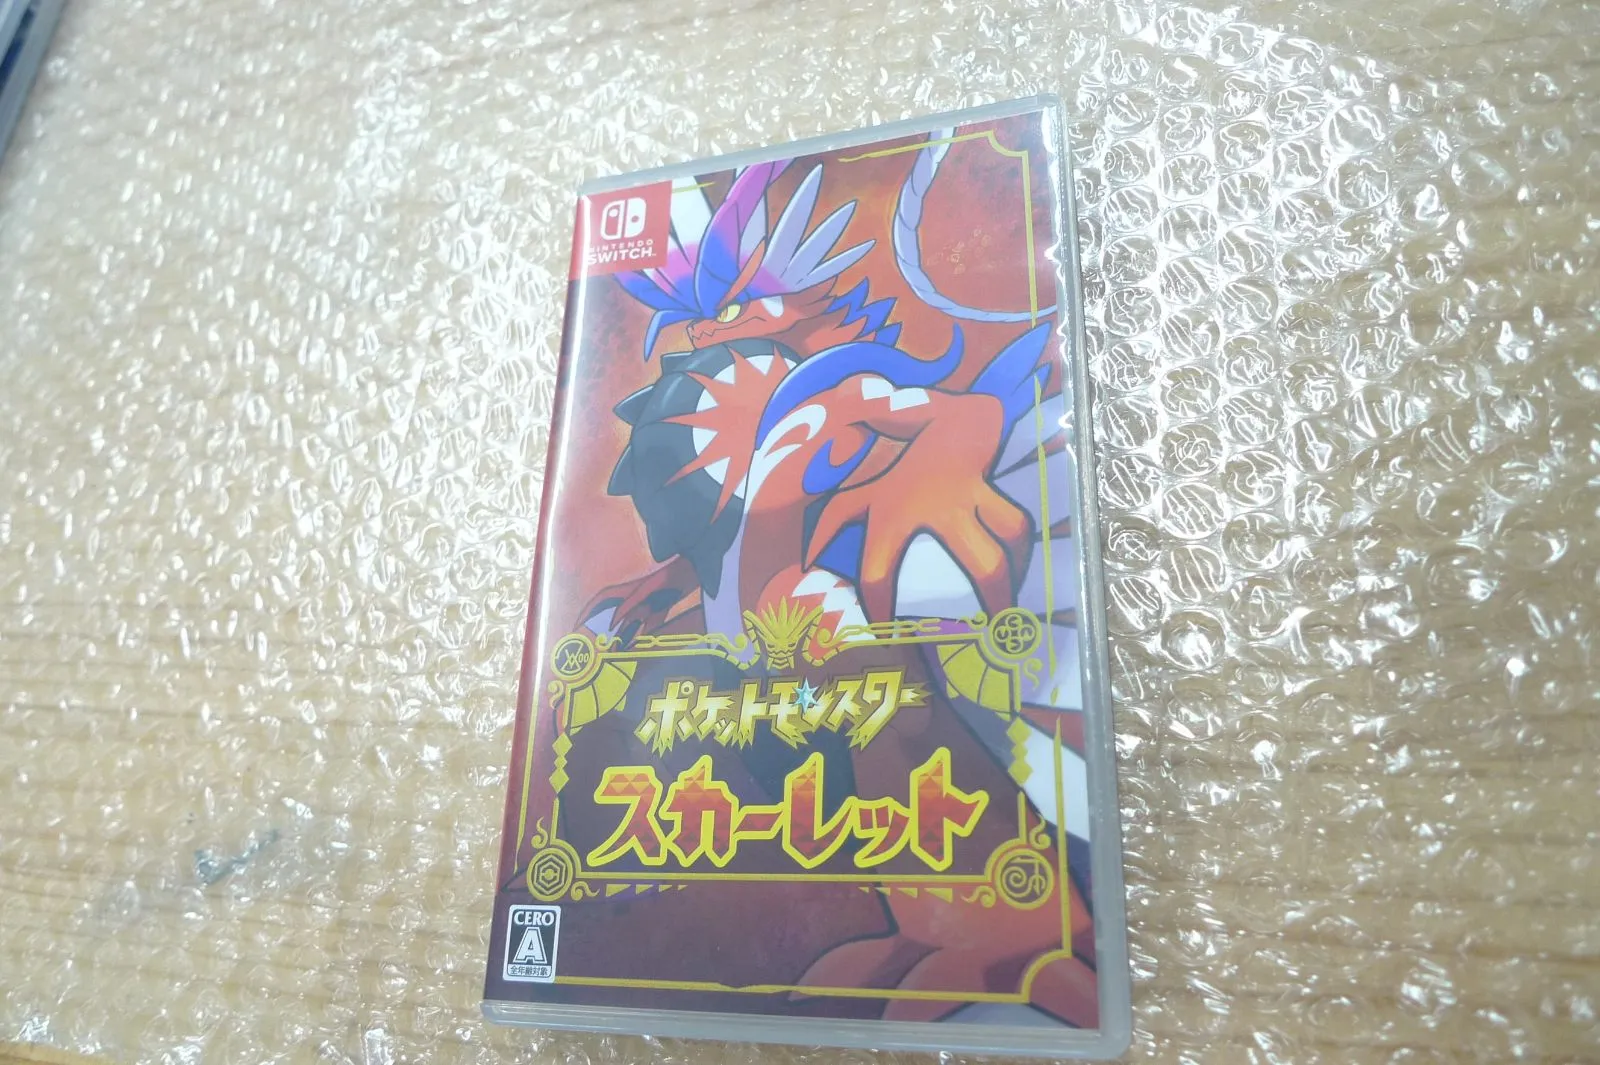 NINTENDO
SWITCH™
ポケットモンスター
スカーレット
CERO
A
全年齢対象